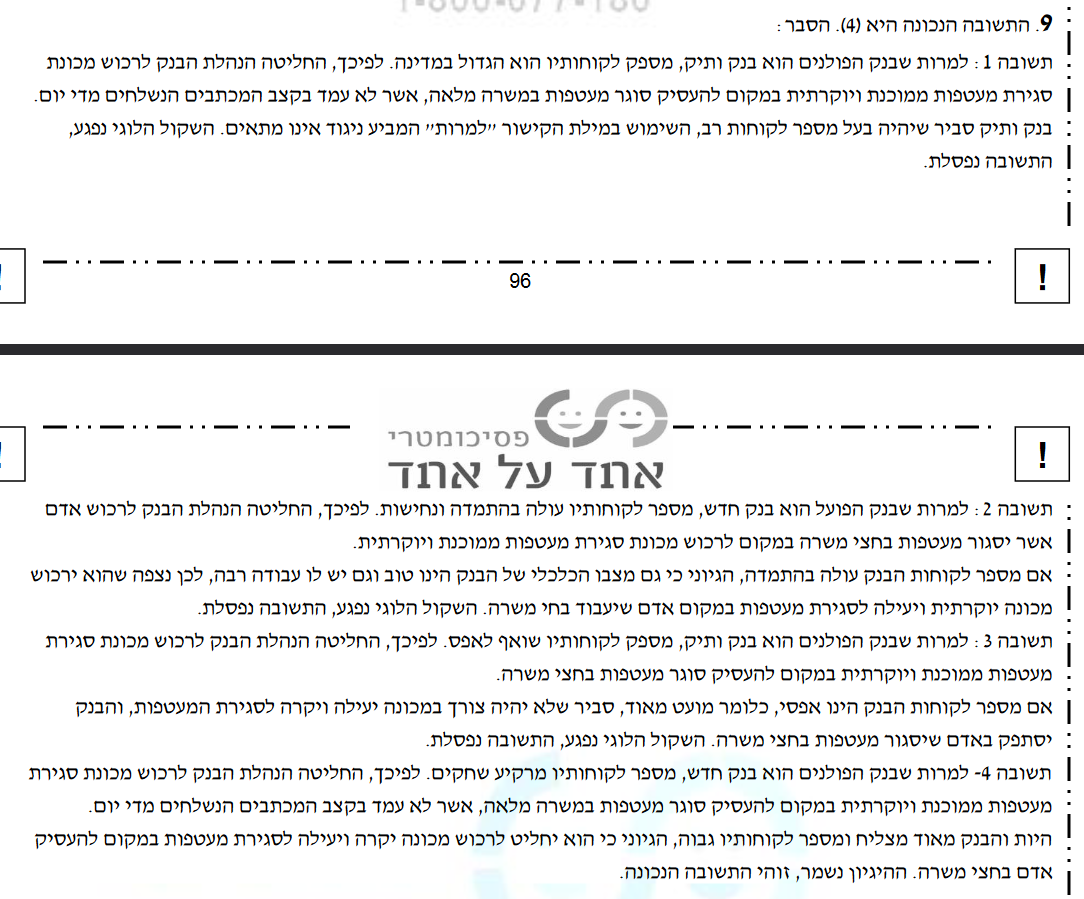 1-800-077-180
9. התשובה הנכונה היא (4). הסבר :
תשובה 1 : למרות שבנק הפולנים הוא בנק ותיק, מספק לקוחותיו הוא הגדול במדינה. לפיכך, החליטה הנהלת הבנק לרכוש מכונת
סגירת מעטפות ממוכנת ויוקרתית במקום להעסיק סוגר מעטפות במשרה מלאה, אשר לא עמד בקצב המכתבים הנשלחים מדי יום.
בנק ותיק סביר שיהיה בעל מספר לקוחות רב, השימוש במילת הקישור "למרות" המביע ניגוד אינו מתאים. השקול הלוגי נפגע,
התשובה נפסלת.
!
96
!
!
פסיכומטרי
אחד על אחד
!
תשובה 2 : למרות שבנק הפועל הוא בנק חדש, מספר לקוחותיו עולה בהתמדה ונחישות. לפיכך, החליטה הנהלת הבנק לרכוש אדם
אשר יסגור מעטפות בחצי משרה במקום לרכוש מכונת סגירת מעטפות ממוכנת ויוקרתית.
אם מספר לקוחות הבנק עולה בהתמדה, הגיוני כי גם מצבו הכלכלי של הבנק הינו טוב וגם יש לו עבודה רבה, לכן נצפה שהוא ירכוש
מכונה יוקרתית ויעילה לסגירת מעטפות במקום אדם שיעבוד בחי משרה. השקול הלוגי נפגע, התשובה נפסלת.
תשובה 3 : למרות שבנק הפולנים הוא בנק ותיק, מספק לקוחותיו שואף לאפס. לפיכך, החליטה הנהלת הבנק לרכוש מכונת סגירת
מעטפות ממוכנת ויוקרתית במקום להעסיק סוגר מעטפות בחצי משרה.
אם מספר לקוחות הבנק הינו אפסי, כלומר מועט מאוד, סביר שלא יהיה צורך במכונה יעילה ויקרה לסגירת המעטפות, והבנק
יסתפק באדם שיסגור מעטפות בחצי משרה. השקול הלוגי נפגע, התשובה נפסלת.
תשובה 4- למרות שבנק הפולנים הוא בנק חדש, מספר לקוחותיו מרקיע שחקים. לפיכך, החליטה הנהלת הבנק לרכוש מכונת סגירת
מעטפות ממוכנת ויוקרתית במקום להעסיק סוגר מעטפות במשרה מלאה, אשר לא עמד בקצב המכתבים הנשלחים מדי יום.
היות והבנק מאוד מצליח ומספר לקוחותיו גבוה, הגיוני כי הוא יחליט לרכוש מכונה יקרה ויעילה לסגירת מעטפות במקום להעסיק
אדם בחצי משרה. ההיגיון נשמר, זוהי התשובה הנכונה.